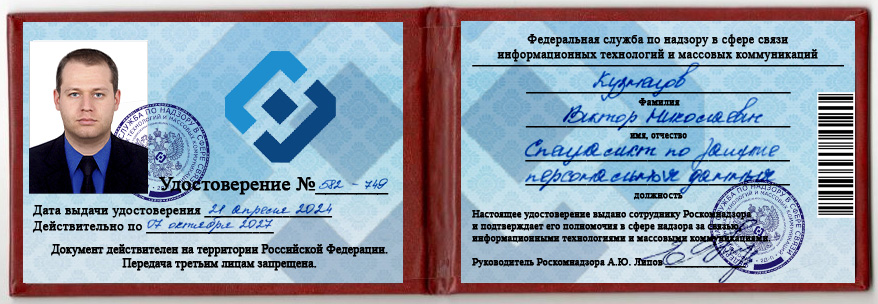 Удостоверение № 582 - 749
Дата выдачи удостоверения 21 апреля 2024
Действительно по 07 октября 2027
Документ действителен на территории Российской Федерации.
Передача третьим лицам запрещена.
Федеральная служба по надзору в сфере связи
информационных технологий и массовых коммуникаций
Кузнецов
Фамилия
Виктор Николаевич
имя, отчество
Специалист по защите
персональных данных
должность
Настоящее удостоверение выдано сотруднику Роскомнадзора
и подтверждает его полномочия в сфере надзора за связью,
информационными технологиями и массовыми коммуникациями
Руководитель Роскомнадзора А.Ю. Липов